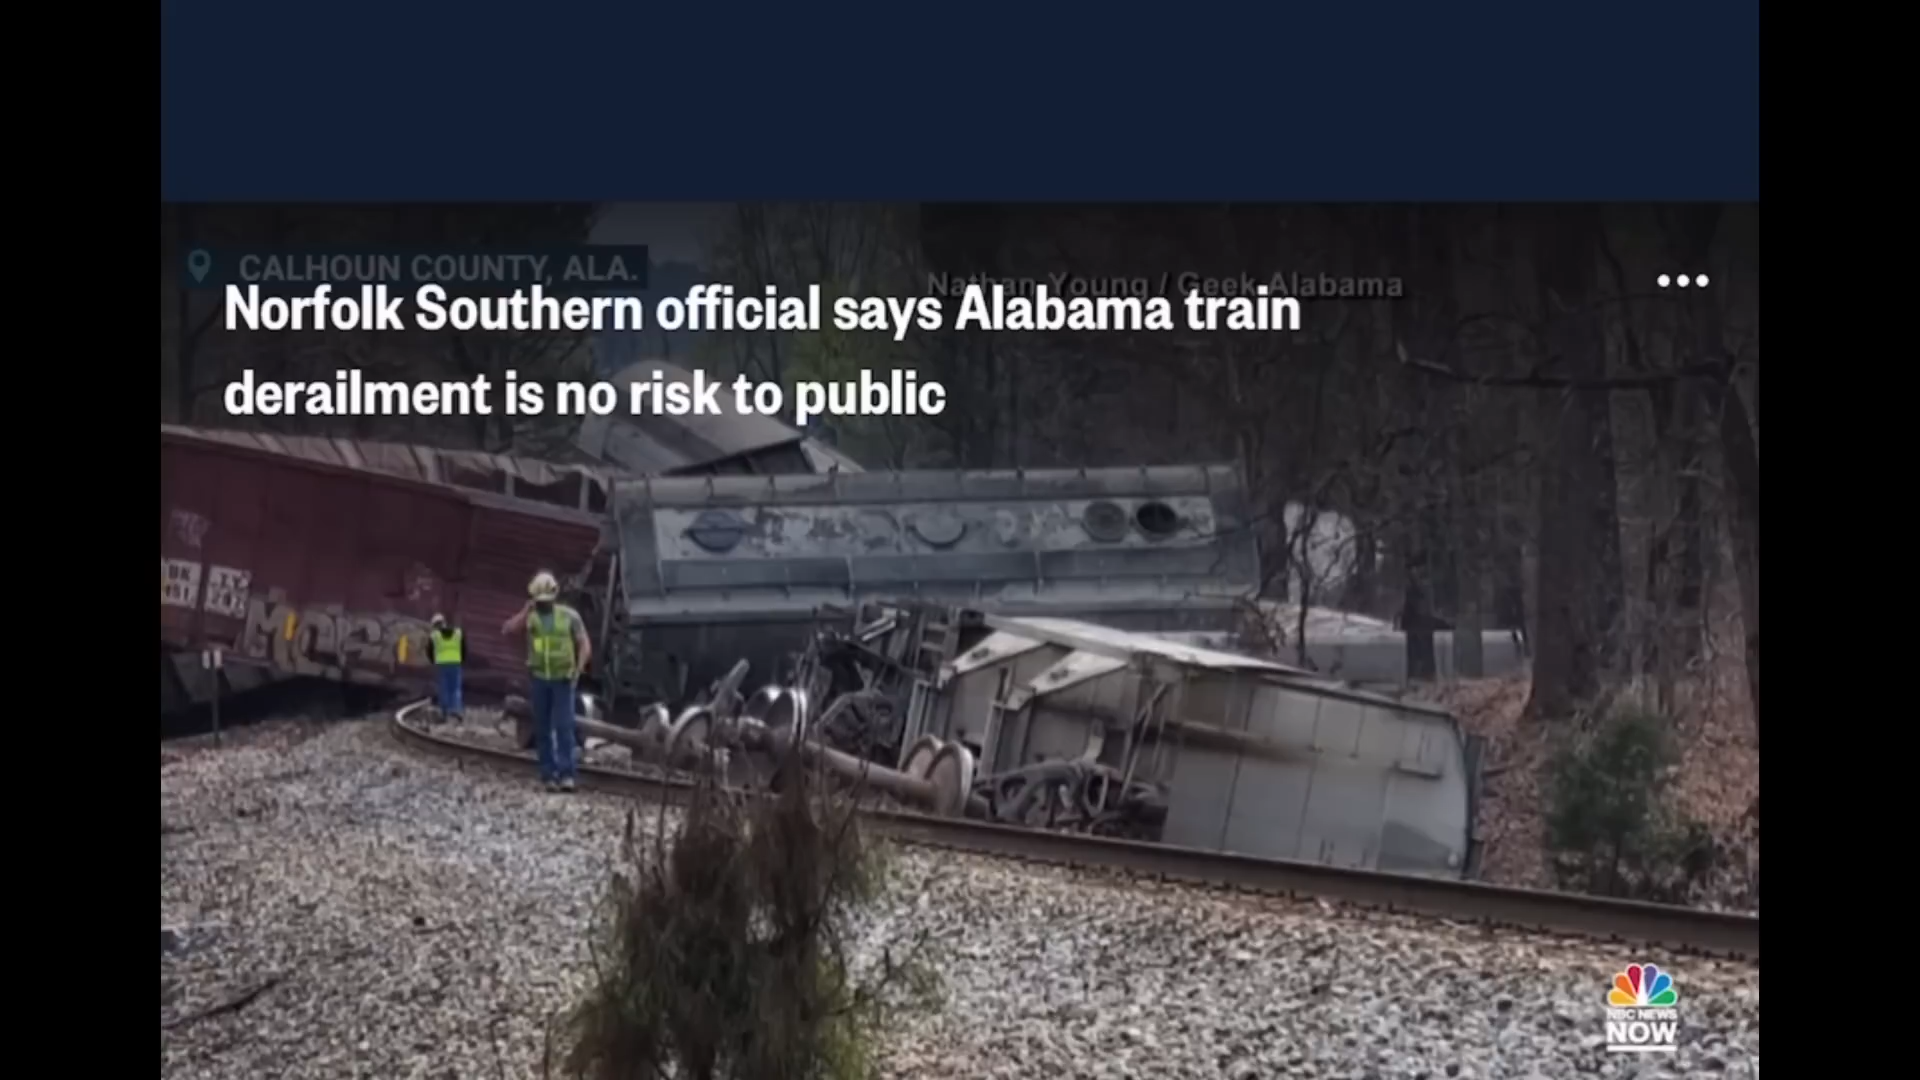 CALHOUN COUNTY, ALA.
Nathan Young / Geek Alabama
Norfolk Southern official says Alabama train
derailment is no risk to public
NBC NEWS
NOW